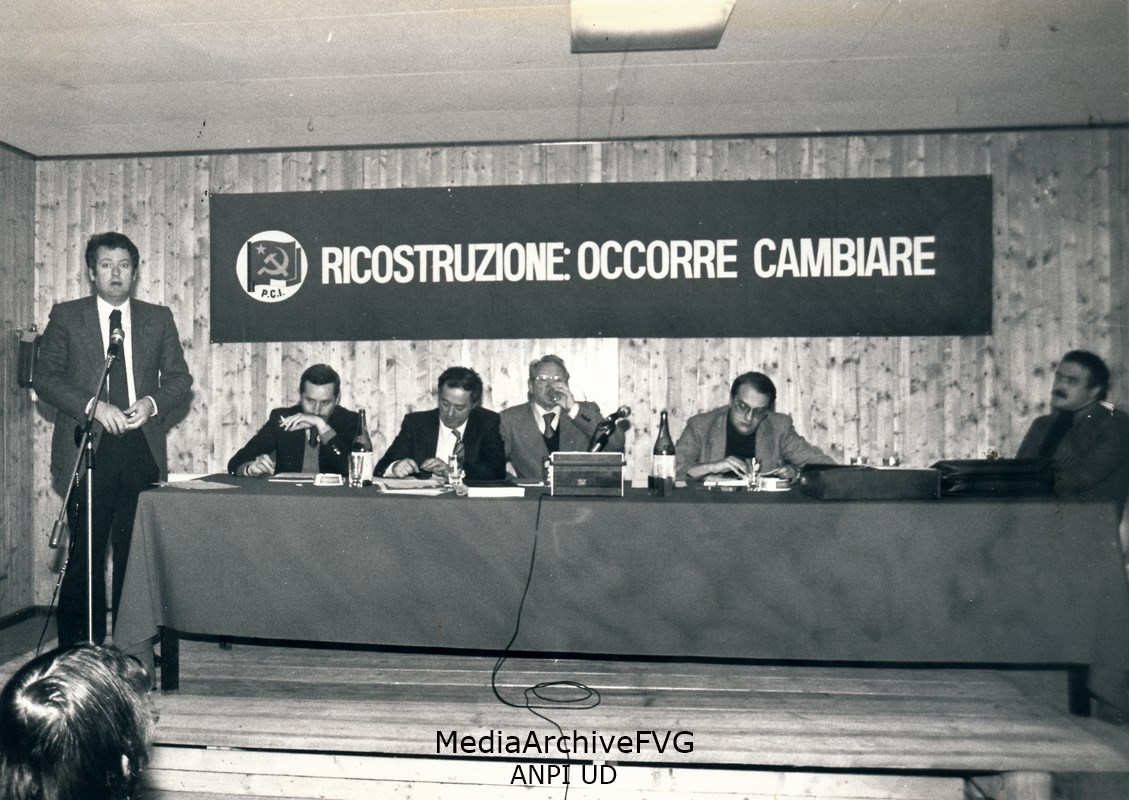 RICOSTRUZIONE: OCCORRE CAMBIARE
P.C.I.
MediaArchiveFVG
ANPI UD